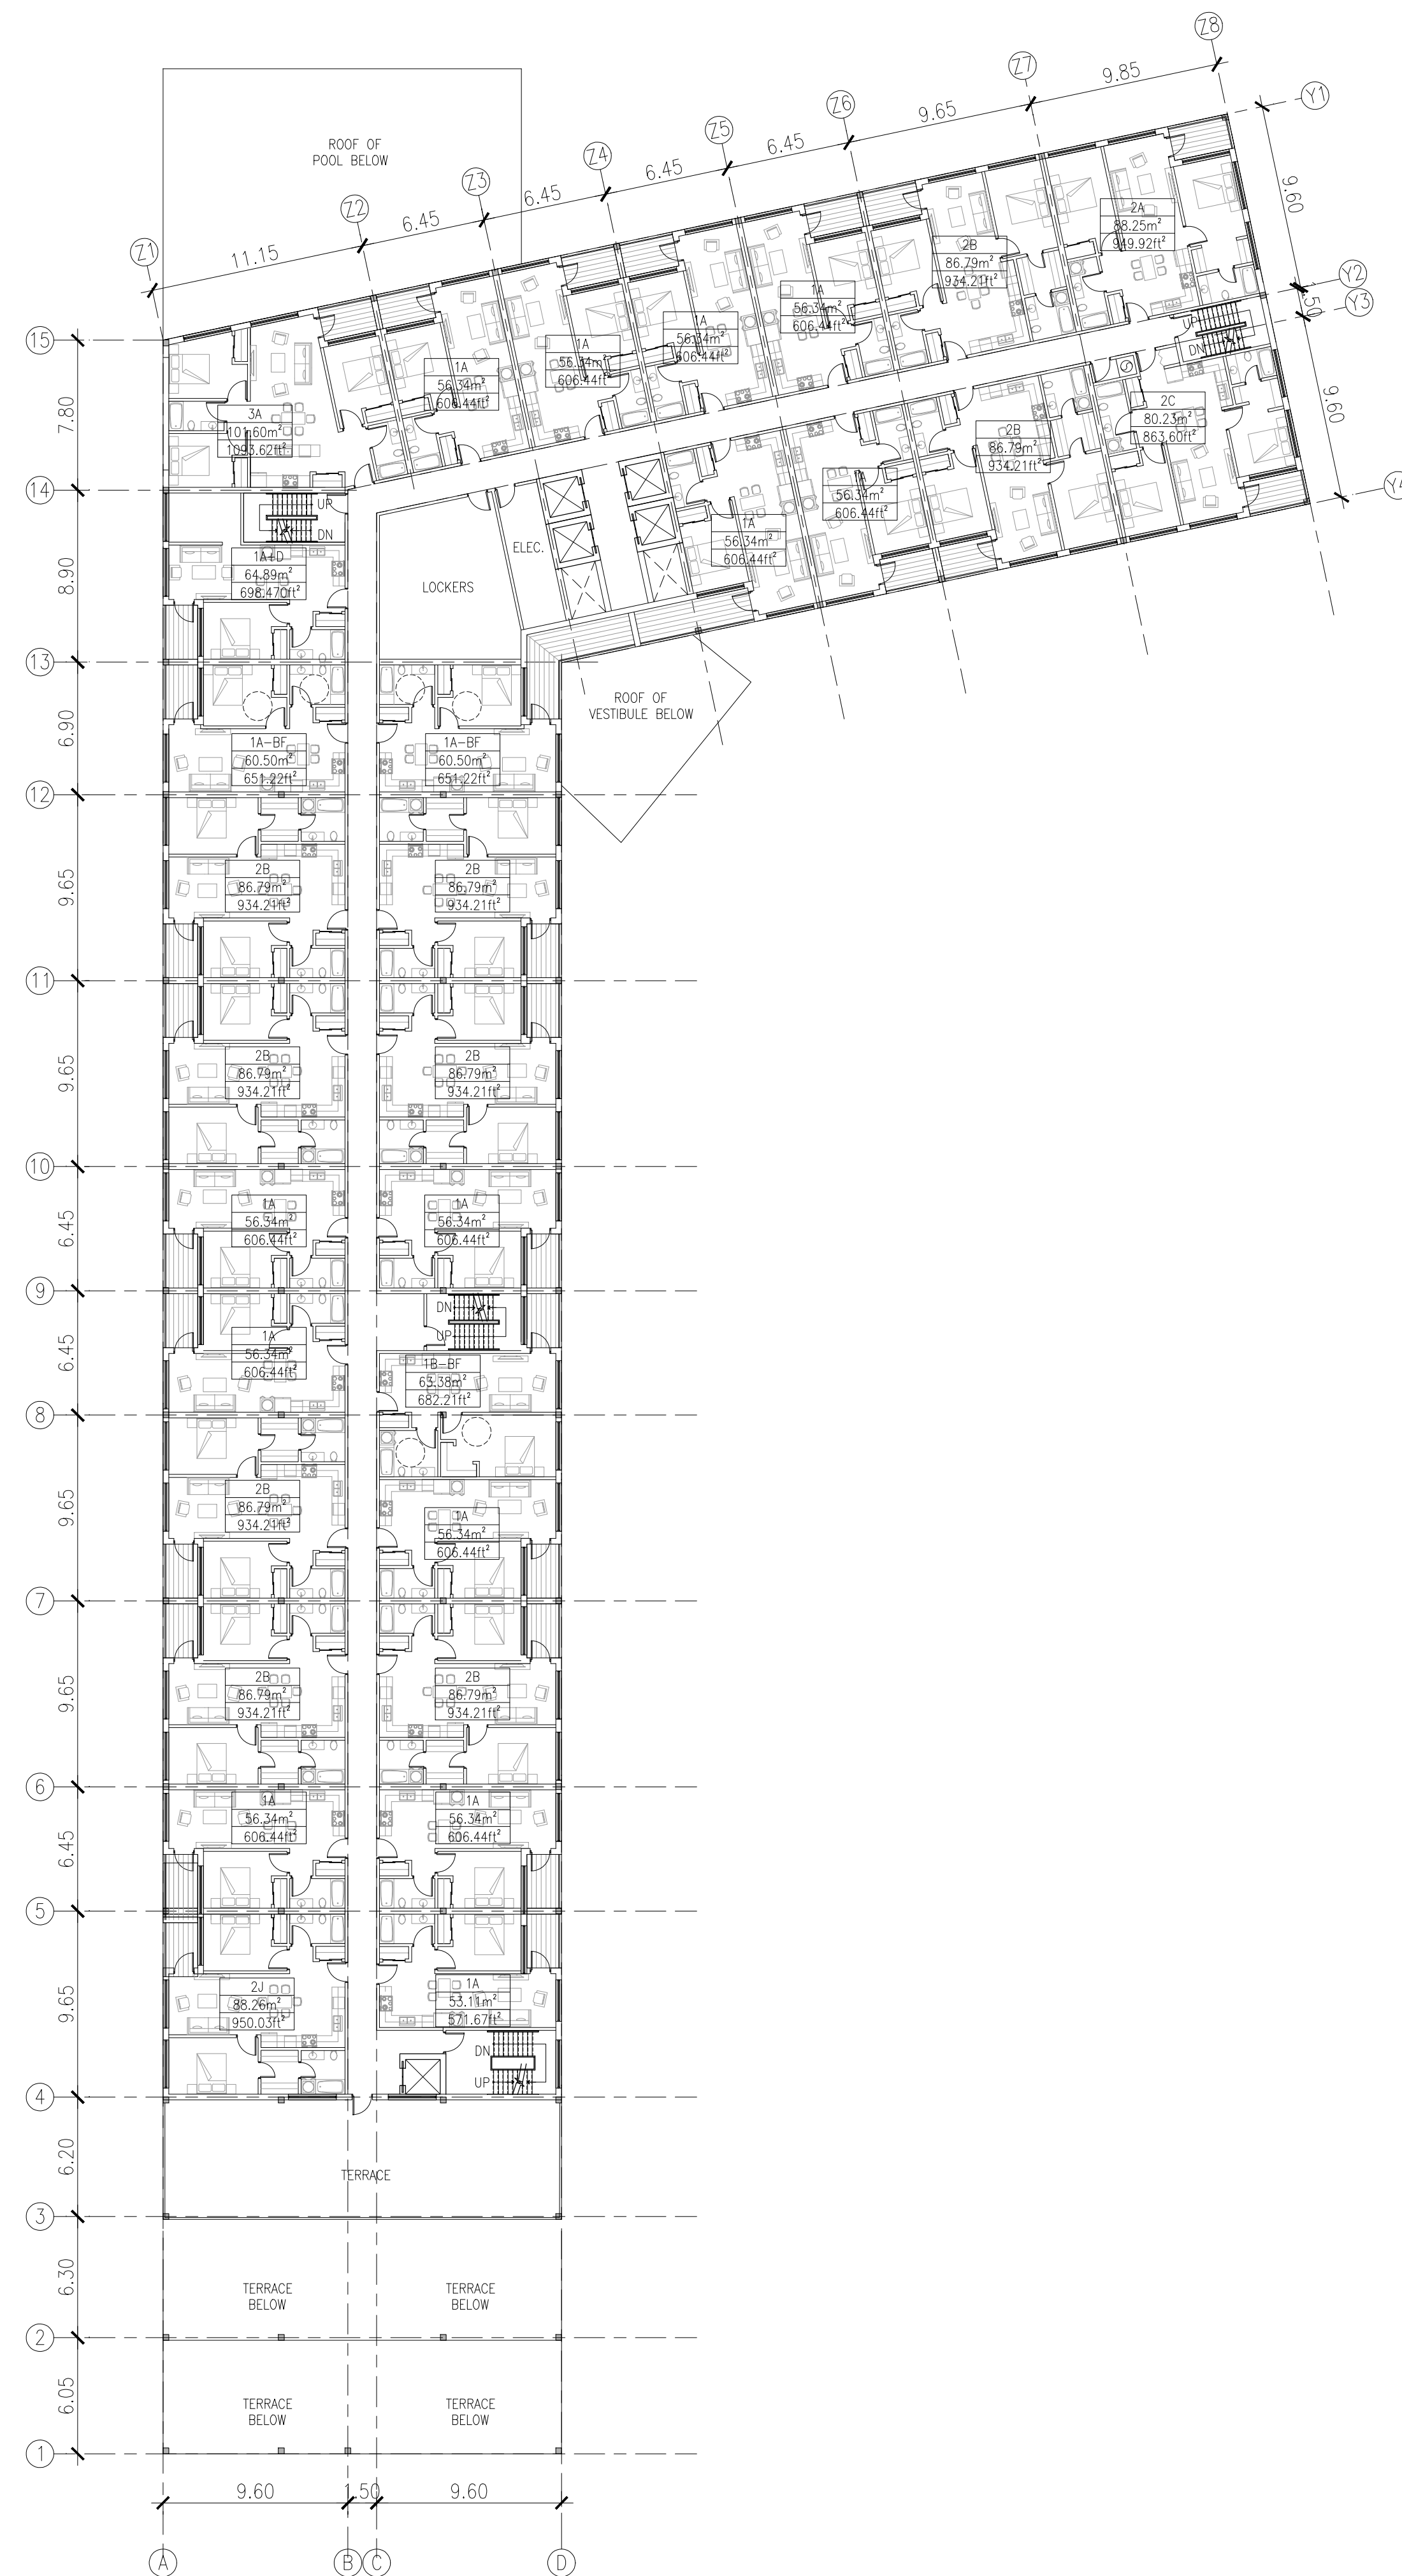 Z8
Z7
9.85
Y1
Z6
9.65
Z5
6.45
ROOF OF
POOL BELOW
Z4
6.45
Z3
6.45
Z2
6.45
9.60
2A
88.25m²
949.92ft²
Z1
11.15
2B
86.79m²
934.21ft²
Y2
1.50
Y3
1A
56.34m²
606.44ft²
1A
56.34m²
606.44ft²
UP
DN
15
1A
56.34m²
606.44ft²
1A
56.34m²
606.44ft²
9.60
2C
80.23m²
863.60ft²
7.80
3A
101.60m²
1093.62ft²
2B
86.79m²
934.21ft²
14
Y4
1A
56.34m²
606.44ft²
UP
DN
1A
56.34m²
606.44ft²
ELEC.
1A+D
64.89m²
698.470ft²
8.90
LOCKERS
13
ROOF OF
VESTIBULE BELOW
6.90
1A-BF
60.50m²
651.22ft²
1A-BF
60.50m²
651.22ft²
12
9.65
2B
86.79m²
934.21ft²
2B
86.79m²
934.21ft²
11
9.65
2B
86.79m²
934.21ft²
2B
86.79m²
934.21ft²
10
6.45
1A
56.34m²
606.44ft²
1A
56.34m²
606.44ft²
9
DN
UP
6.45
1A
56.34m²
606.44ft²
1B-BF
63.38m²
682.21ft²
8
9.65
2B
86.79m²
934.21ft²
1A
56.34m²
606.44ft²
7
9.65
2B
86.79m²
934.21ft²
2B
86.79m²
934.21ft²
6
6.45
1A
56.34m²
606.44ft²
1A
56.34m²
606.44ft²
5
9.65
2J
88.26m²
950.03ft²
1A
53.11m²
571.67ft²
DN
UP
4
6.20
TERRACE
3
6.30
TERRACE
BELOW
TERRACE
BELOW
2
6.05
TERRACE
BELOW
TERRACE
BELOW
1
9.60
1.50
9.60
A
B
C
D